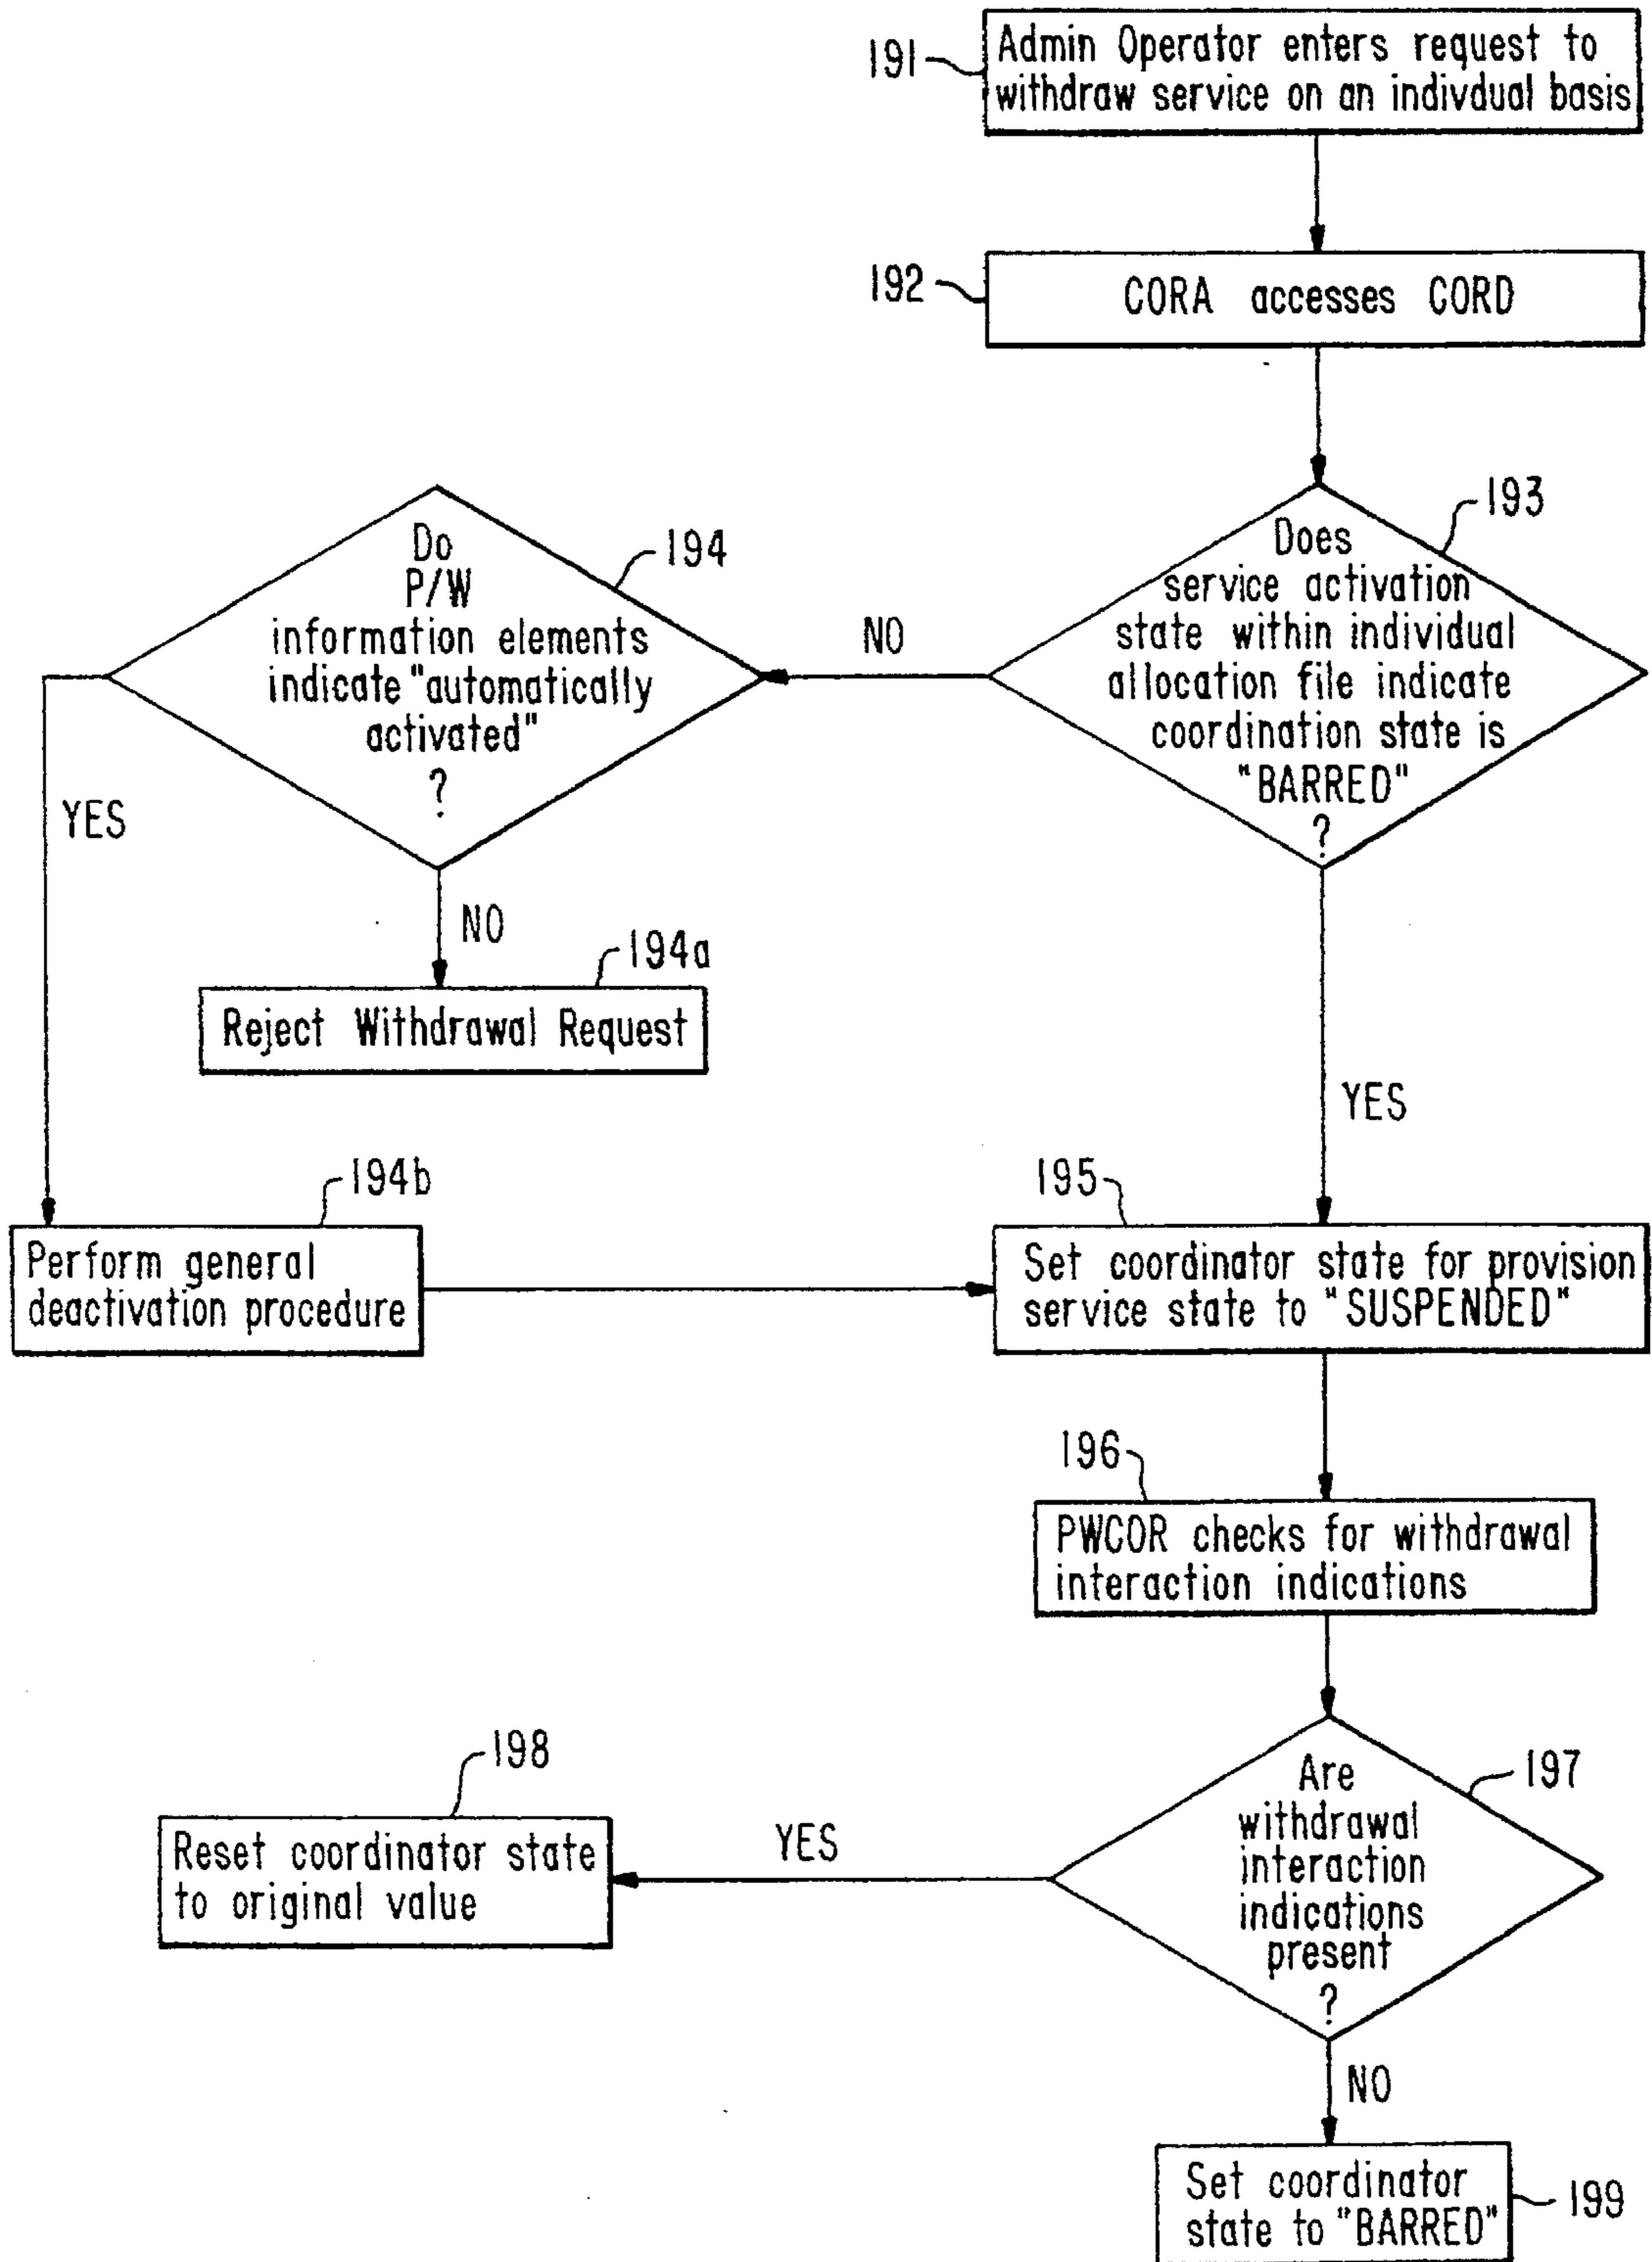 191
Admin Operator enters request to
withdraw service on an indivdual basis
192
CORA accesses CORD
193
Does
service activation
state within individual
allocation file indicate
coordination state is
"BARRED"
?
NO
194
Do
P/W
information elements
indicate "automatically
activated"
?
YES
NO
194a
Reject Withdrawal Request
YES
194b
Perform general
deactivation procedure
195
Set coordinator state for provision
service state to "SUSPENDED"
196
PWCOR checks for withdrawal
interaction indications
197
Are
withdrawal
interaction
indications
present
?
YES
198
Reset coordinator state
to original value
NO
Set coordinator
state to "BARRED"
199